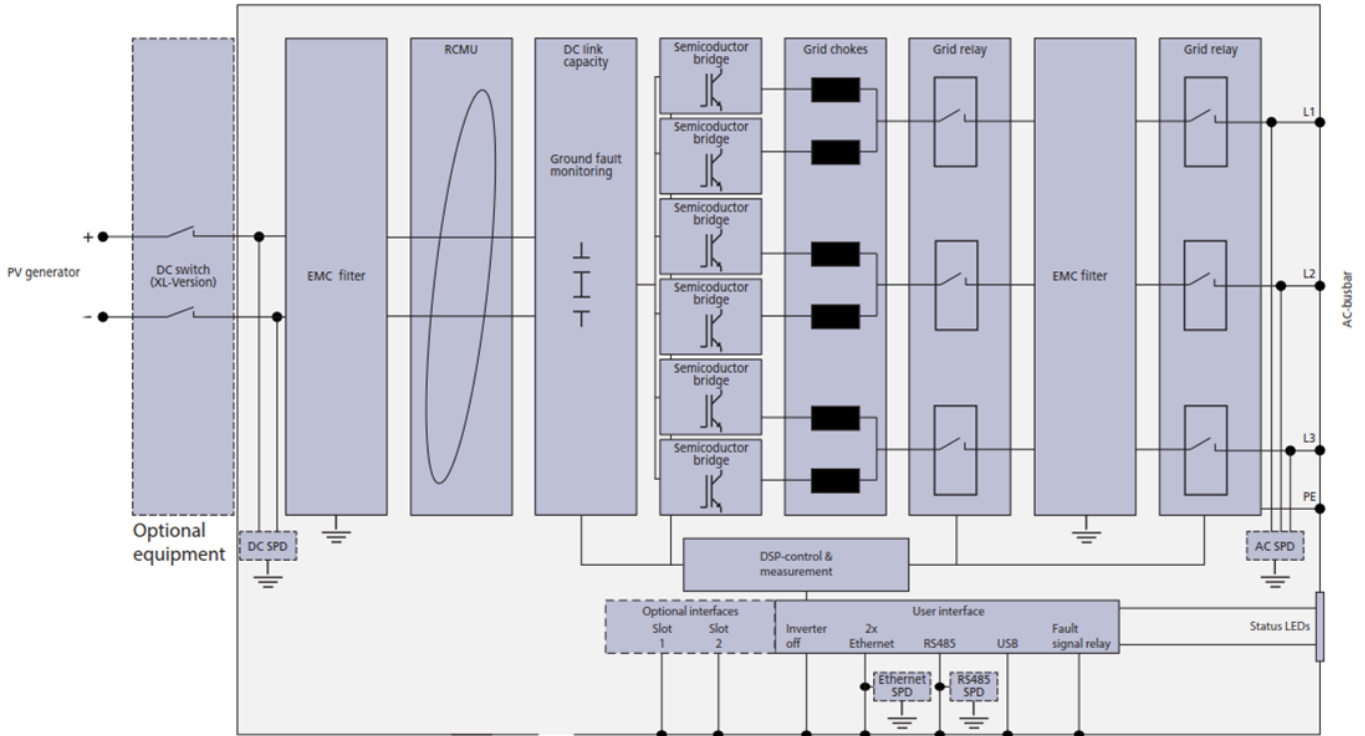 PV generator
+
−
DC switch
(XL-Version)
Optional
equipment
DC SPD
EMC filter
RCMU
DC link
capacity
Ground fault
monitoring
Semicoductor
bridge
Semicoductor
bridge
Semicoductor
bridge
Semicoductor
bridge
Semicoductor
bridge
Semicoductor
bridge
Grid chokes
Grid relay
EMC filter
Grid relay
L1
L2
L3
PE
AC-busbar
AC SPD
DSP-control &
measurement
Optional interfaces
Slot
1
Slot
2
User interface
Inverter
off
2x
Ethernet
RS485
USB
Fault
signal relay
Status LEDs
Ethernet
SPD
RS485
SPD